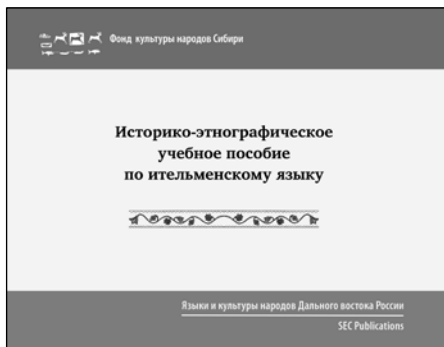 Фонд культуры народов Сибири
Историко-этнографическое
учебное пособие
по ительменскому языку
Языки и культуры народов Дальнего востока России
SEC Publications